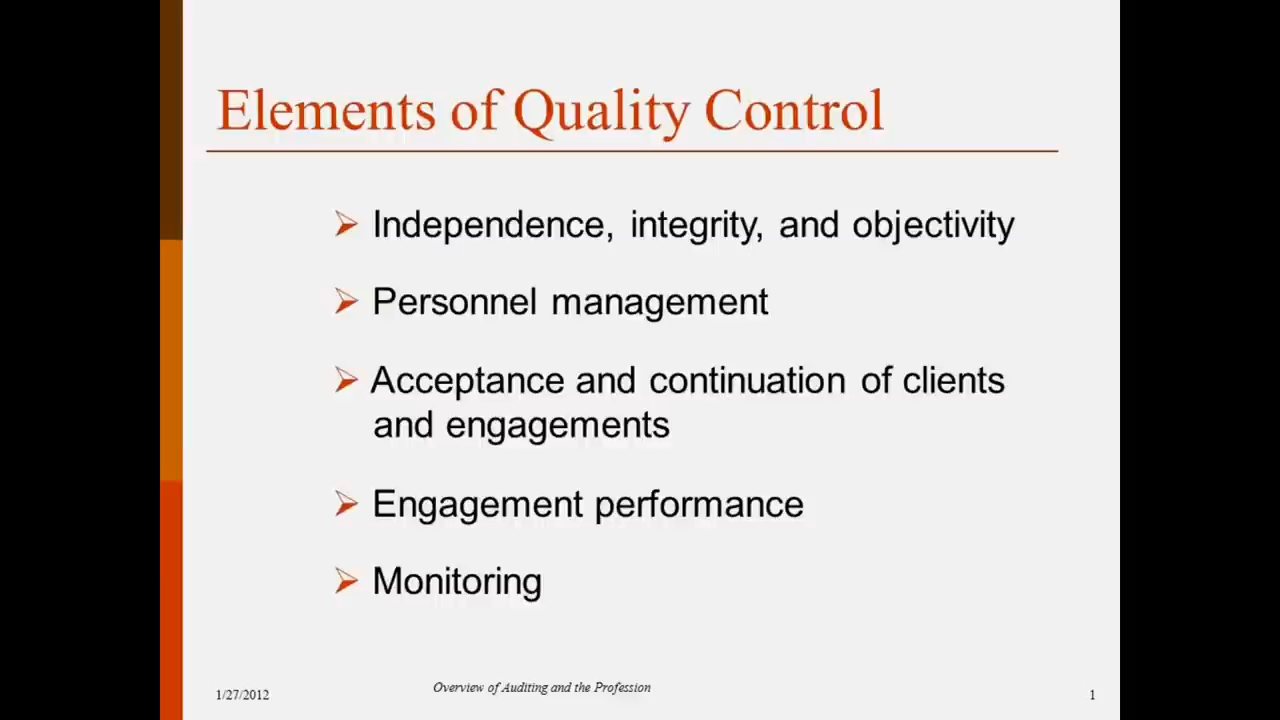 Elements of Quality Control
Independence, integrity, and objectivity
Personnel management
Acceptance and continuation of clients
and engagements
Engagement performance
Monitoring
1/27/2012
Overview of Auditing and the Profession
1